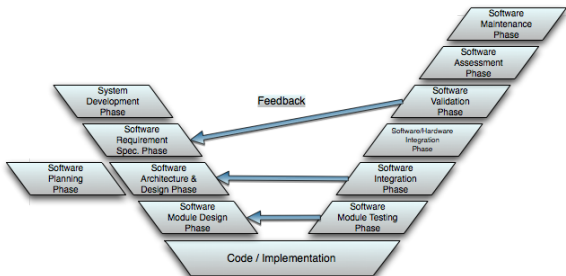 Software
Maintenance
Phase
Software
Assessment
Phase
System
Development
Phase
Feedback
Software
Validation
Phase
Software
Requirement
Spec. Phase
Software/Hardware
Integration
Phase
Software
Planning
Phase
Software
Architecture &
Design Phase
Software
Integration
Phase
Software
Module Design
Phase
Software
Module Testing
Phase
Code / Implementation